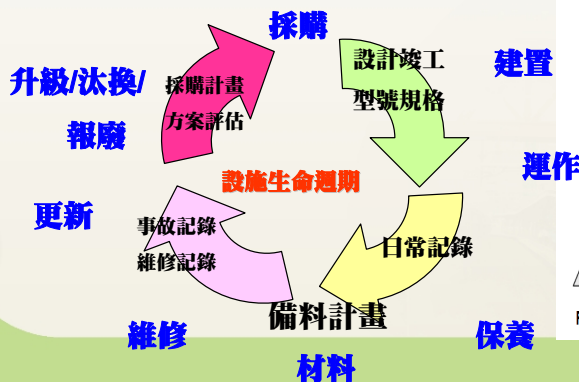 採購
設計竣工
型號規格
建置
升級/汰換/
報廢
採購計畫
方案評估
設施生命週期
運作
更新
事故記錄
維修記錄
日常記錄
備料計畫
維修
保養
材料